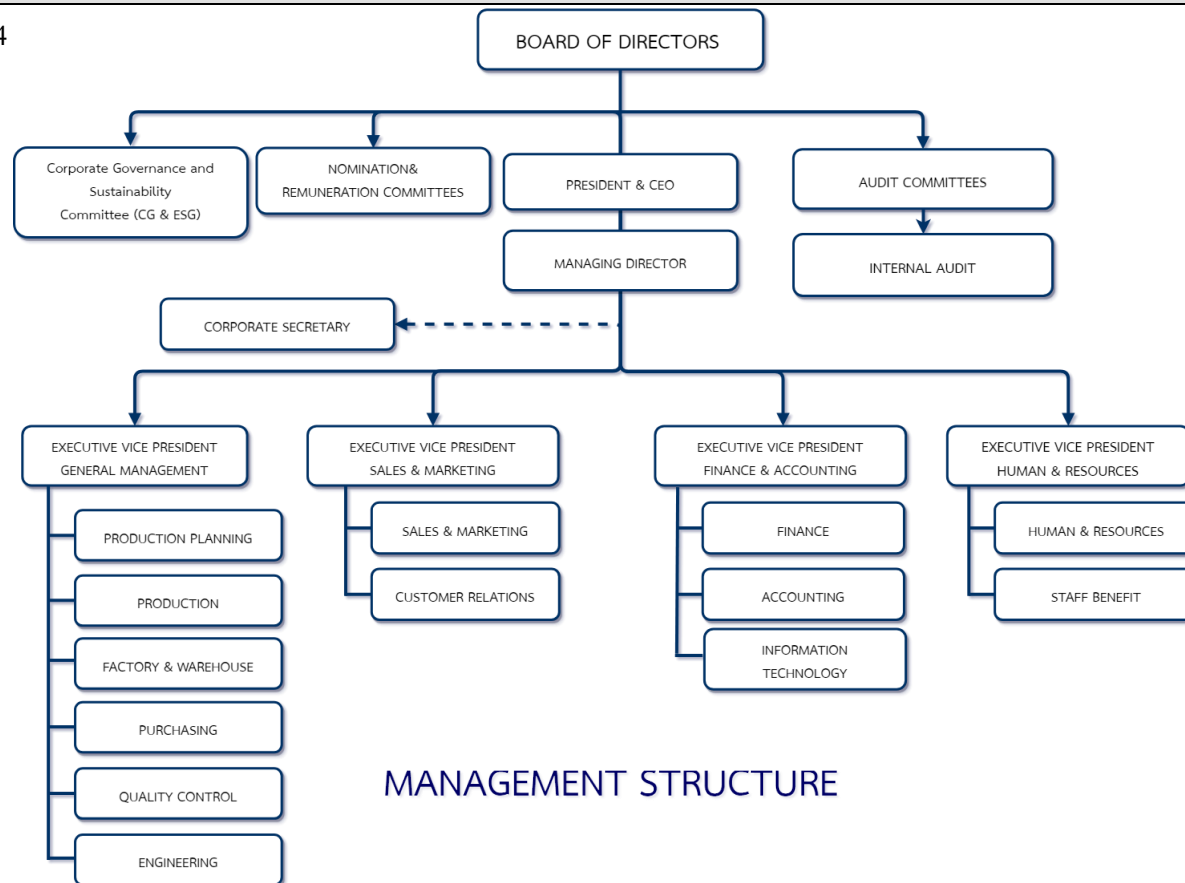 4
BOARD OF DIRECTORS
Corporate Governance and
Sustainability
Committee (CG & ESG)
NOMINATION&
REMUNERATION COMMITTEES
PRESIDENT & CEO
AUDIT COMMITTEES
MANAGING DIRECTOR
INTERNAL AUDIT
CORPORATE SECRETARY
EXECUTIVE VICE PRESIDENT
GENERAL MANAGEMENT
EXECUTIVE VICE PRESIDENT
SALES & MARKETING
EXECUTIVE VICE PRESIDENT
FINANCE & ACCOUNTING
EXECUTIVE VICE PRESIDENT
HUMAN & RESOURCES
PRODUCTION PLANNING
PRODUCTION
FACTORY & WAREHOUSE
PURCHASING
QUALITY CONTROL
ENGINEERING
SALES & MARKETING
CUSTOMER RELATIONS
FINANCE
ACCOUNTING
INFORMATION
TECHNOLOGY
HUMAN & RESOURCES
STAFF BENEFIT
MANAGEMENT STRUCTURE